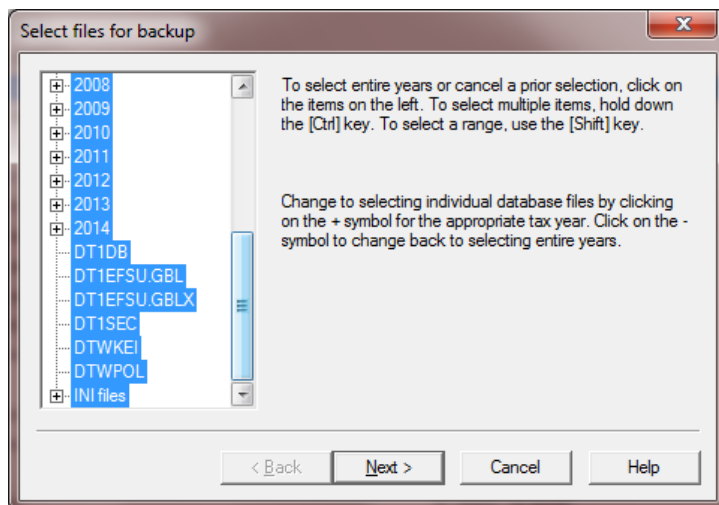 Select files for backup
2008
2009
2010
2011
2012
2013
2014
DT1DB
DT1EFSU.GBL
DT1EFSU.GBLX
DT1SEC
DTWKEI
DTWPOL
INI files
To select entire years or cancel a prior selection, click on
the items on the left. To select multiple items, hold down
the [Ctrl] key. To select a range, use the [Shift] key.
Change to selecting individual database files by clicking
on the + symbol for the appropriate tax year. Click on the -
symbol to change back to selecting entire years.
< Back
Next >
Cancel
Help